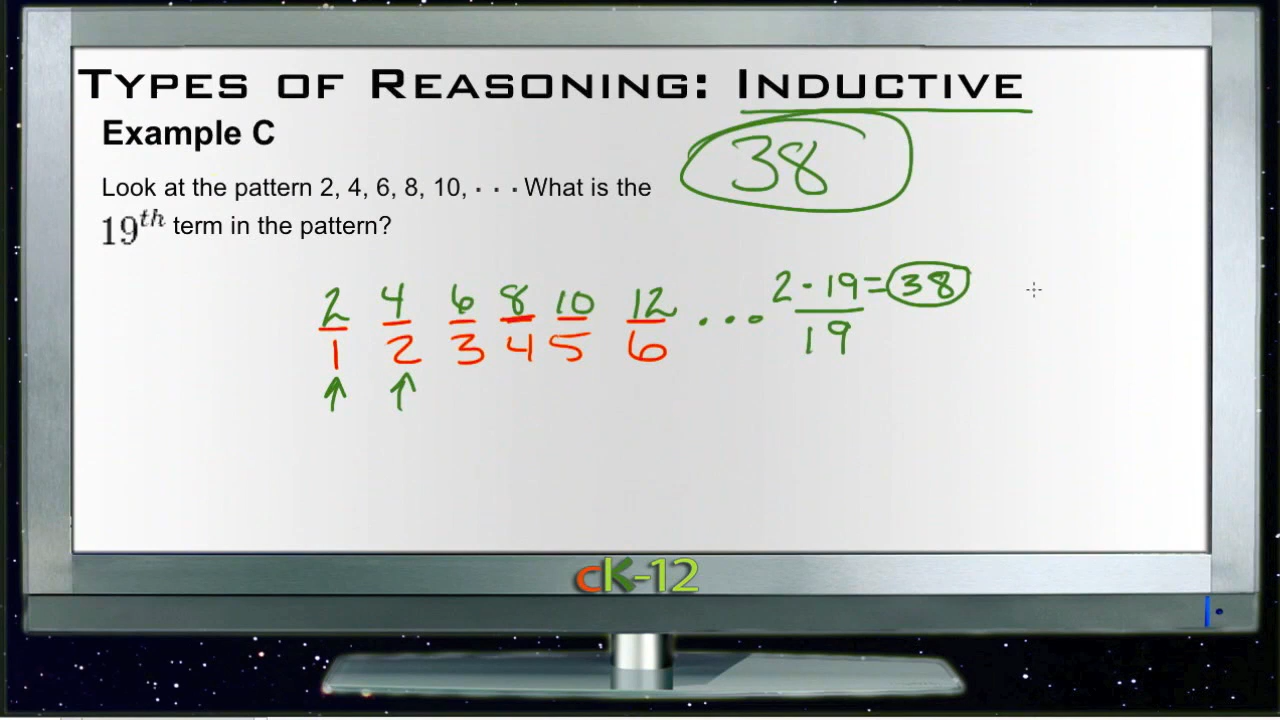 TYPES OF REASONING: INDUCTIVE
Example C
38
Look at the pattern 2, 4, 6, 8, 10, · · · What is the
19th term in the pattern?
2 4 6 8 10 12 ... 2 · 19 = 38
1 2 3 4 5 6 19
cK-12